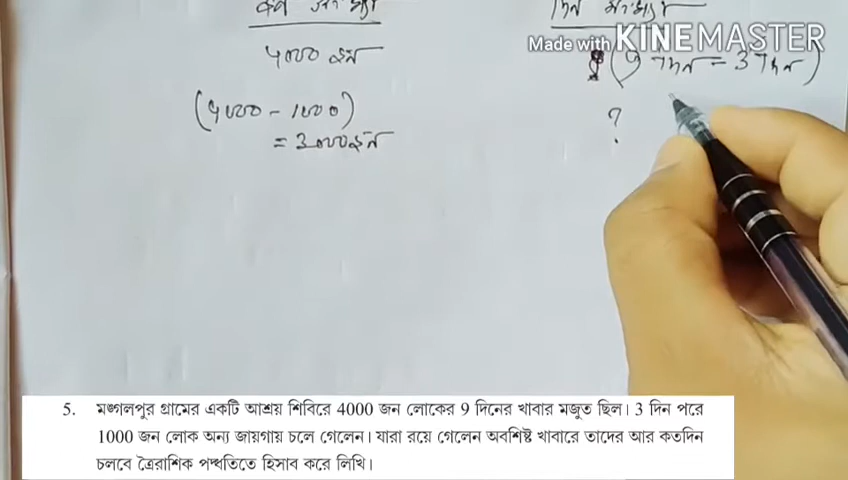 জন সংখ্যা দিন সংখ্যা
Made with KINEMASTER
4000 জন (9 দিন - 3 দিন)
(4000 - 1000) ?
= 3000 জন
5. মঙ্গলপুর গ্রামের একটি আশ্রয় শিবিরে 4000 জন লোকের 9 দিনের খাবার মজুত ছিল। 3 দিন পরে
1000 জন লোক অন্য জায়গায় চলে গেলেন। যারা রয়ে গেলেন অবশিষ্ট খাবারে তাদের আর কতদিন
চলবে ত্রৈরাশিক পদ্ধতিতে হিসাব করে লিখি।